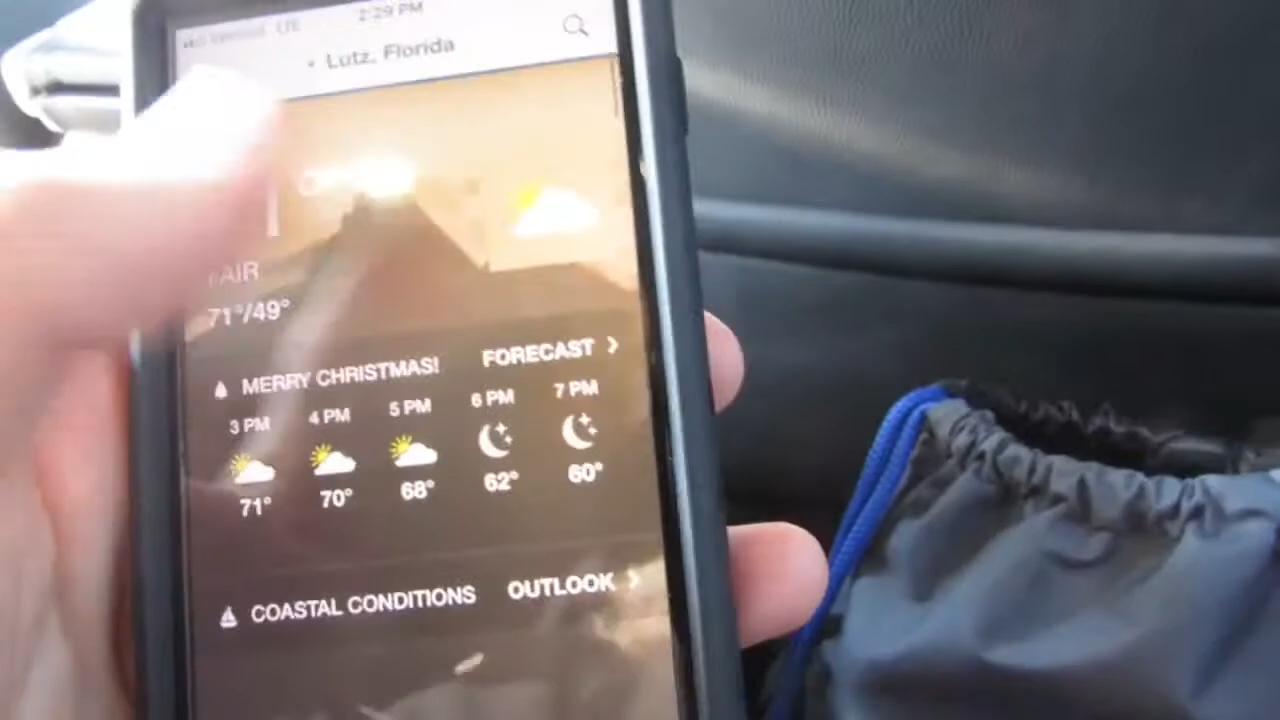 LTE 2:29 PM
Lutz, Florida
FAIR
71°/49°
MERRY CHRISTMAS! FORECAST >
3 PM 4 PM 5 PM 6 PM 7 PM
71° 70° 68° 62° 60°
COASTAL CONDITIONS OUTLOOK >